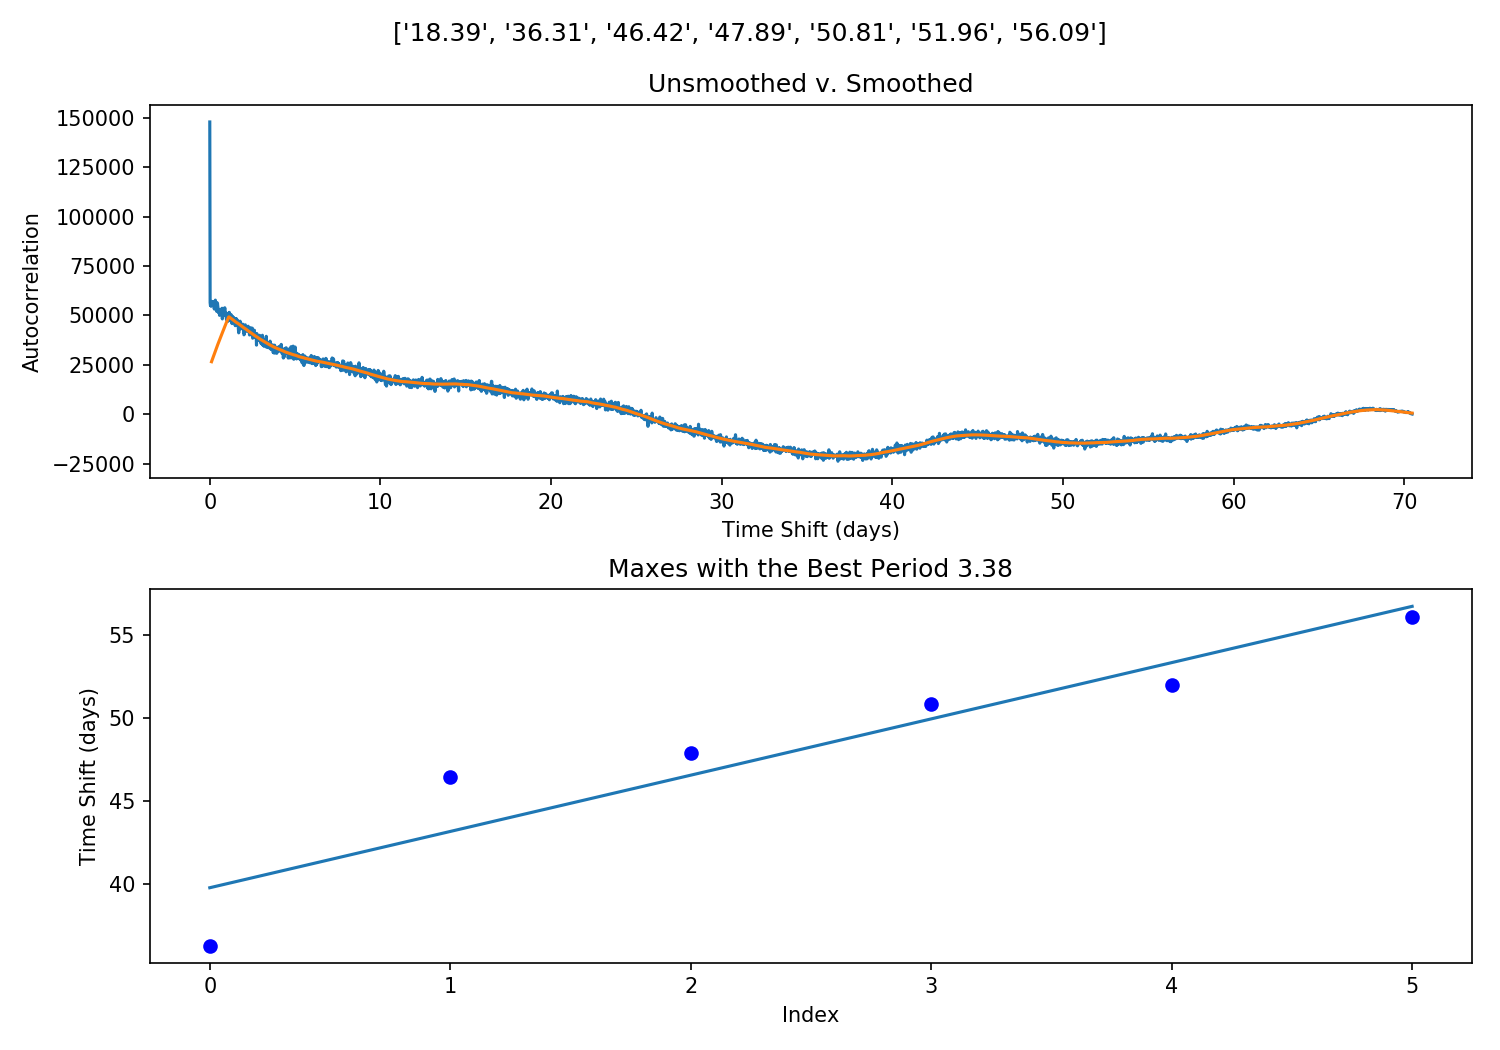 ['18.39', '36.31', '46.42', '47.89', '50.81', '51.96', '56.09']
Unsmoothed v. Smoothed
150000
125000
100000
75000
50000
25000
0
−25000
Autocorrelation
0 10 20 30 40 50 60 70
Time Shift (days)
Maxes with the Best Period 3.38
55
50
45
40
Time Shift (days)
0 1 2 3 4 5
Index